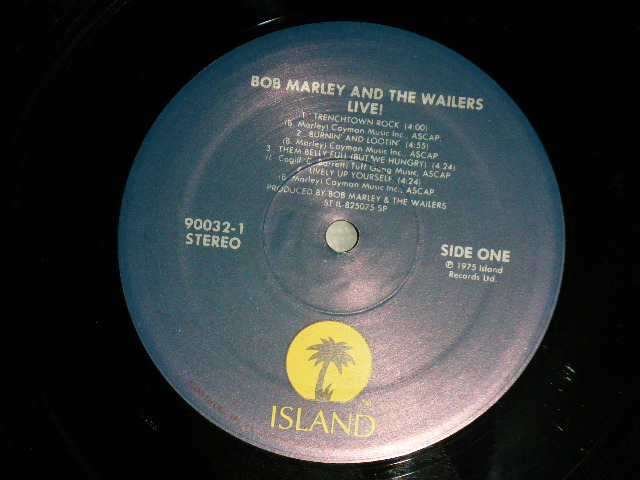 BOB MARLEY AND THE WAILERS
LIVE!
1. TRENCHTOWN ROCK (4:00)
(B. Marley) Cayman Music Inc., ASCAP
2. BURNIN' AND LOOTIN' (4:55)
(B. Marley) Cayman Music Inc., ASCAP
3. THEM BELLY FULL (BUT WE HUNGRY) (4:24)
Cogill/C. Barrett) Tuff Gong Music, ASCAP
LIVELY UP YOURSELF (4:24)
(B. Marley) Cayman Music Inc., ASCAP
PRODUCED BY BOB MARLEY & THE WAILERS
ST IL 825075 SP
90032-1
STEREO
SIDE ONE
℗ 1975 Island
Records Ltd.
ISLAND